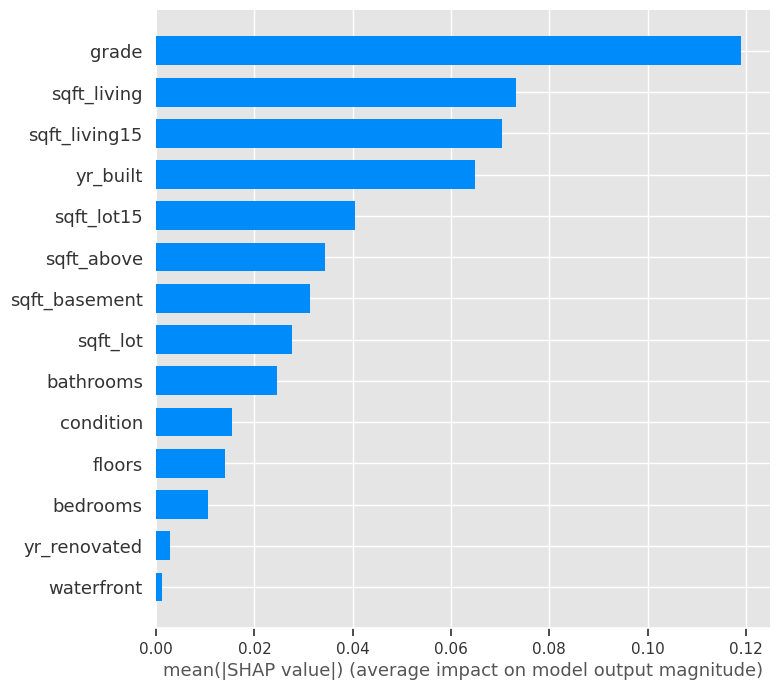 grade
sqft_living
sqft_living15
yr_built
sqft_lot15
sqft_above
sqft_basement
sqft_lot
bathrooms
condition
floors
bedrooms
yr_renovated
waterfront
0.00 0.02 0.04 0.06 0.08 0.10 0.12
mean(|SHAP value|) (average impact on model output magnitude)